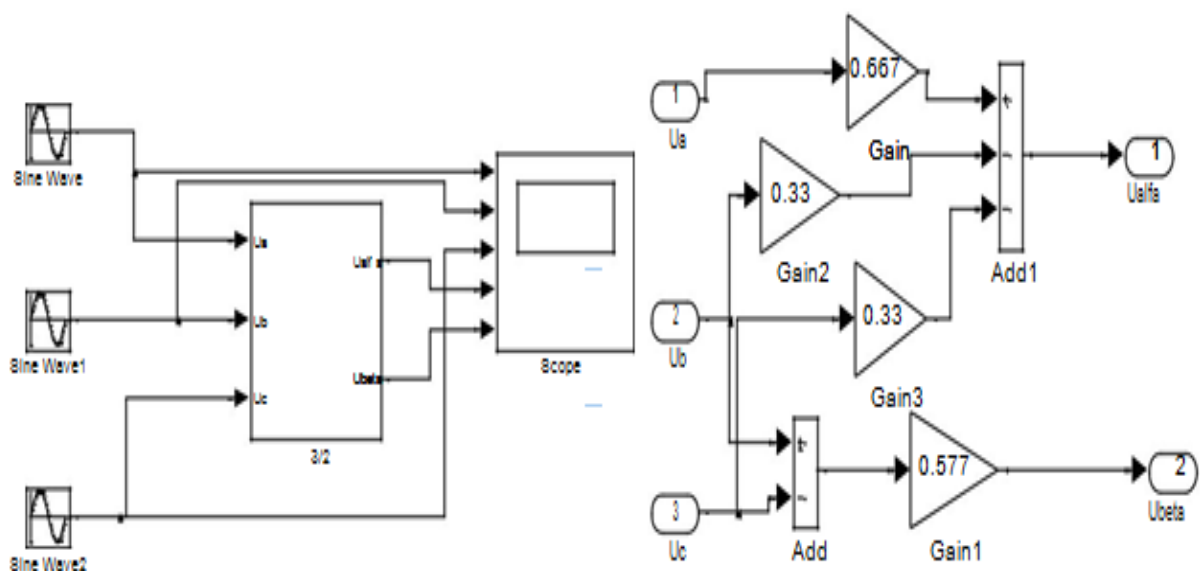 Sine Wave
Sine Wave1
Sine Wave2
Ua
Ub
Uc
Ualf a
Ubeta
3/2
Scope
1
Ua
0.667
Gain
0.33
Gain2
2
Ub
0.33
Gain3
Add1
1
Ualfa
3
Uc
Add
0.577
Gain1
2
Ubeta